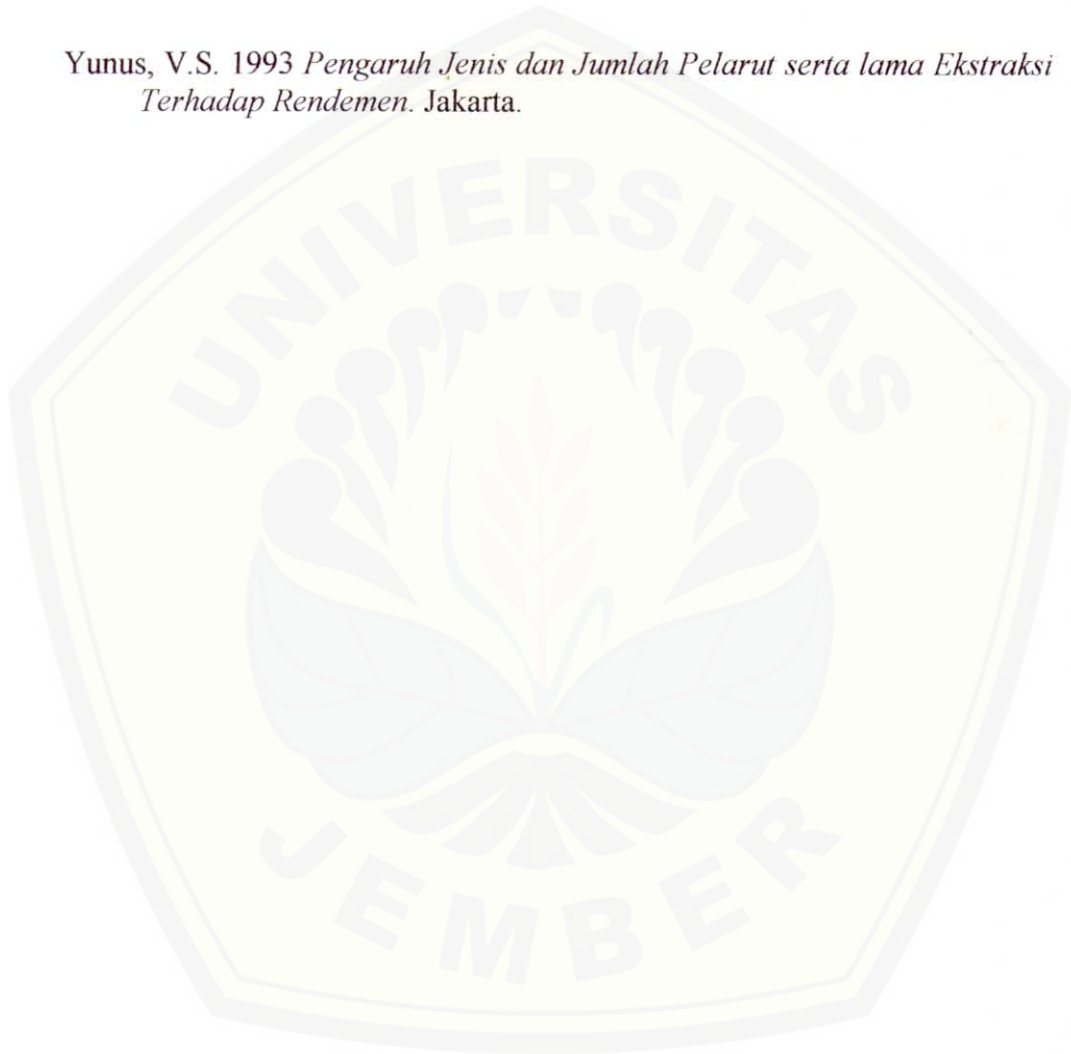 Yunus, V.S. 1993 Pengaruh Jenis dan Jumlah Pelarut serta lama Ekstraksi
Terhadap Rendemen. Jakarta.
UNIVERSITAS
JEMBER